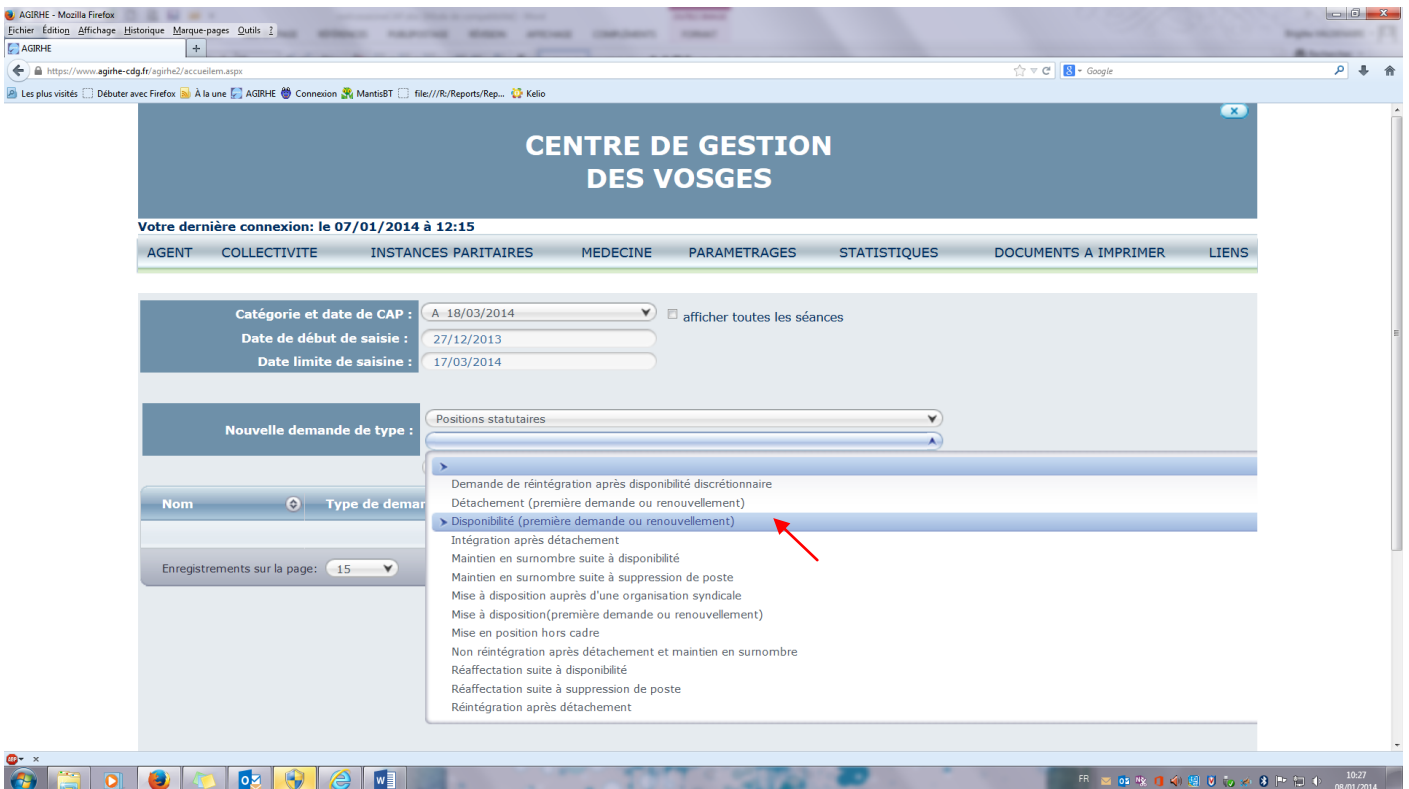 AGIRHE - Mozilla Firefox
Fichier Édition Affichage Historique Marque-pages Outils ?
AGIRHE
https://www.agirhe-cdg.fr/agirhe2/accueilem.aspx
Google
Les plus visités Débuter avec Firefox À la une AGIRHE Connexion MantisBT file:///R:/Reports/Rep... Kelio
CENTRE DE GESTION
DES VOSGES
Votre dernière connexion: le 07/01/2014 à 12:15
AGENT COLLECTIVITE INSTANCES PARITAIRES MEDECINE PARAMETRAGES STATISTIQUES DOCUMENTS A IMPRIMER LIENS
Catégorie et date de CAP : A 18/03/2014 afficher toutes les séances
Date de début de saisie : 27/12/2013
Date limite de saisine : 17/03/2014
Positions statutaires
Nouvelle demande de type :
Demande de réintégration après disponibilité discrétionnaire
Détachement (première demande ou renouvellement)
Nom Type de demar
Disponibilité (première demande ou renouvellement)
Intégration après détachement
Maintien en surnombre suite à disponibilité
Enregistrements sur la page: 15
Maintien en surnombre suite à suppression de poste
Mise à disposition auprès d'une organisation syndicale
Mise à disposition(première demande ou renouvellement)
Mise en position hors cadre
Non réintégration après détachement et maintien en surnombre
Réaffectation suite à disponibilité
Réaffectation suite à suppression de poste
Réintégration après détachement
FR
10:27
08/01/2014